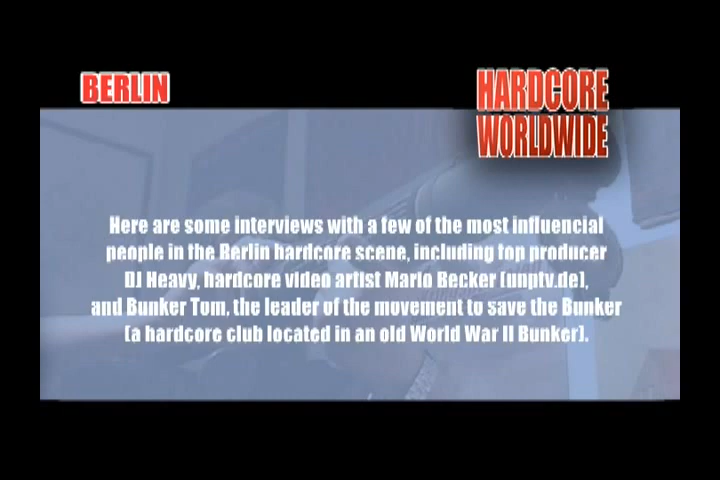 BERLIN
HARDCORE
WORLDWIDE
Here are some interviews with a few of the most influencial
people in the Berlin hardcore scene, including top producer
DJ Heavy, hardcore video artist Mario Becker (unptv.de),
and Bunker Tom, the leader of the movement to save the Bunker
(a hardcore club located in an old World War II Bunker).